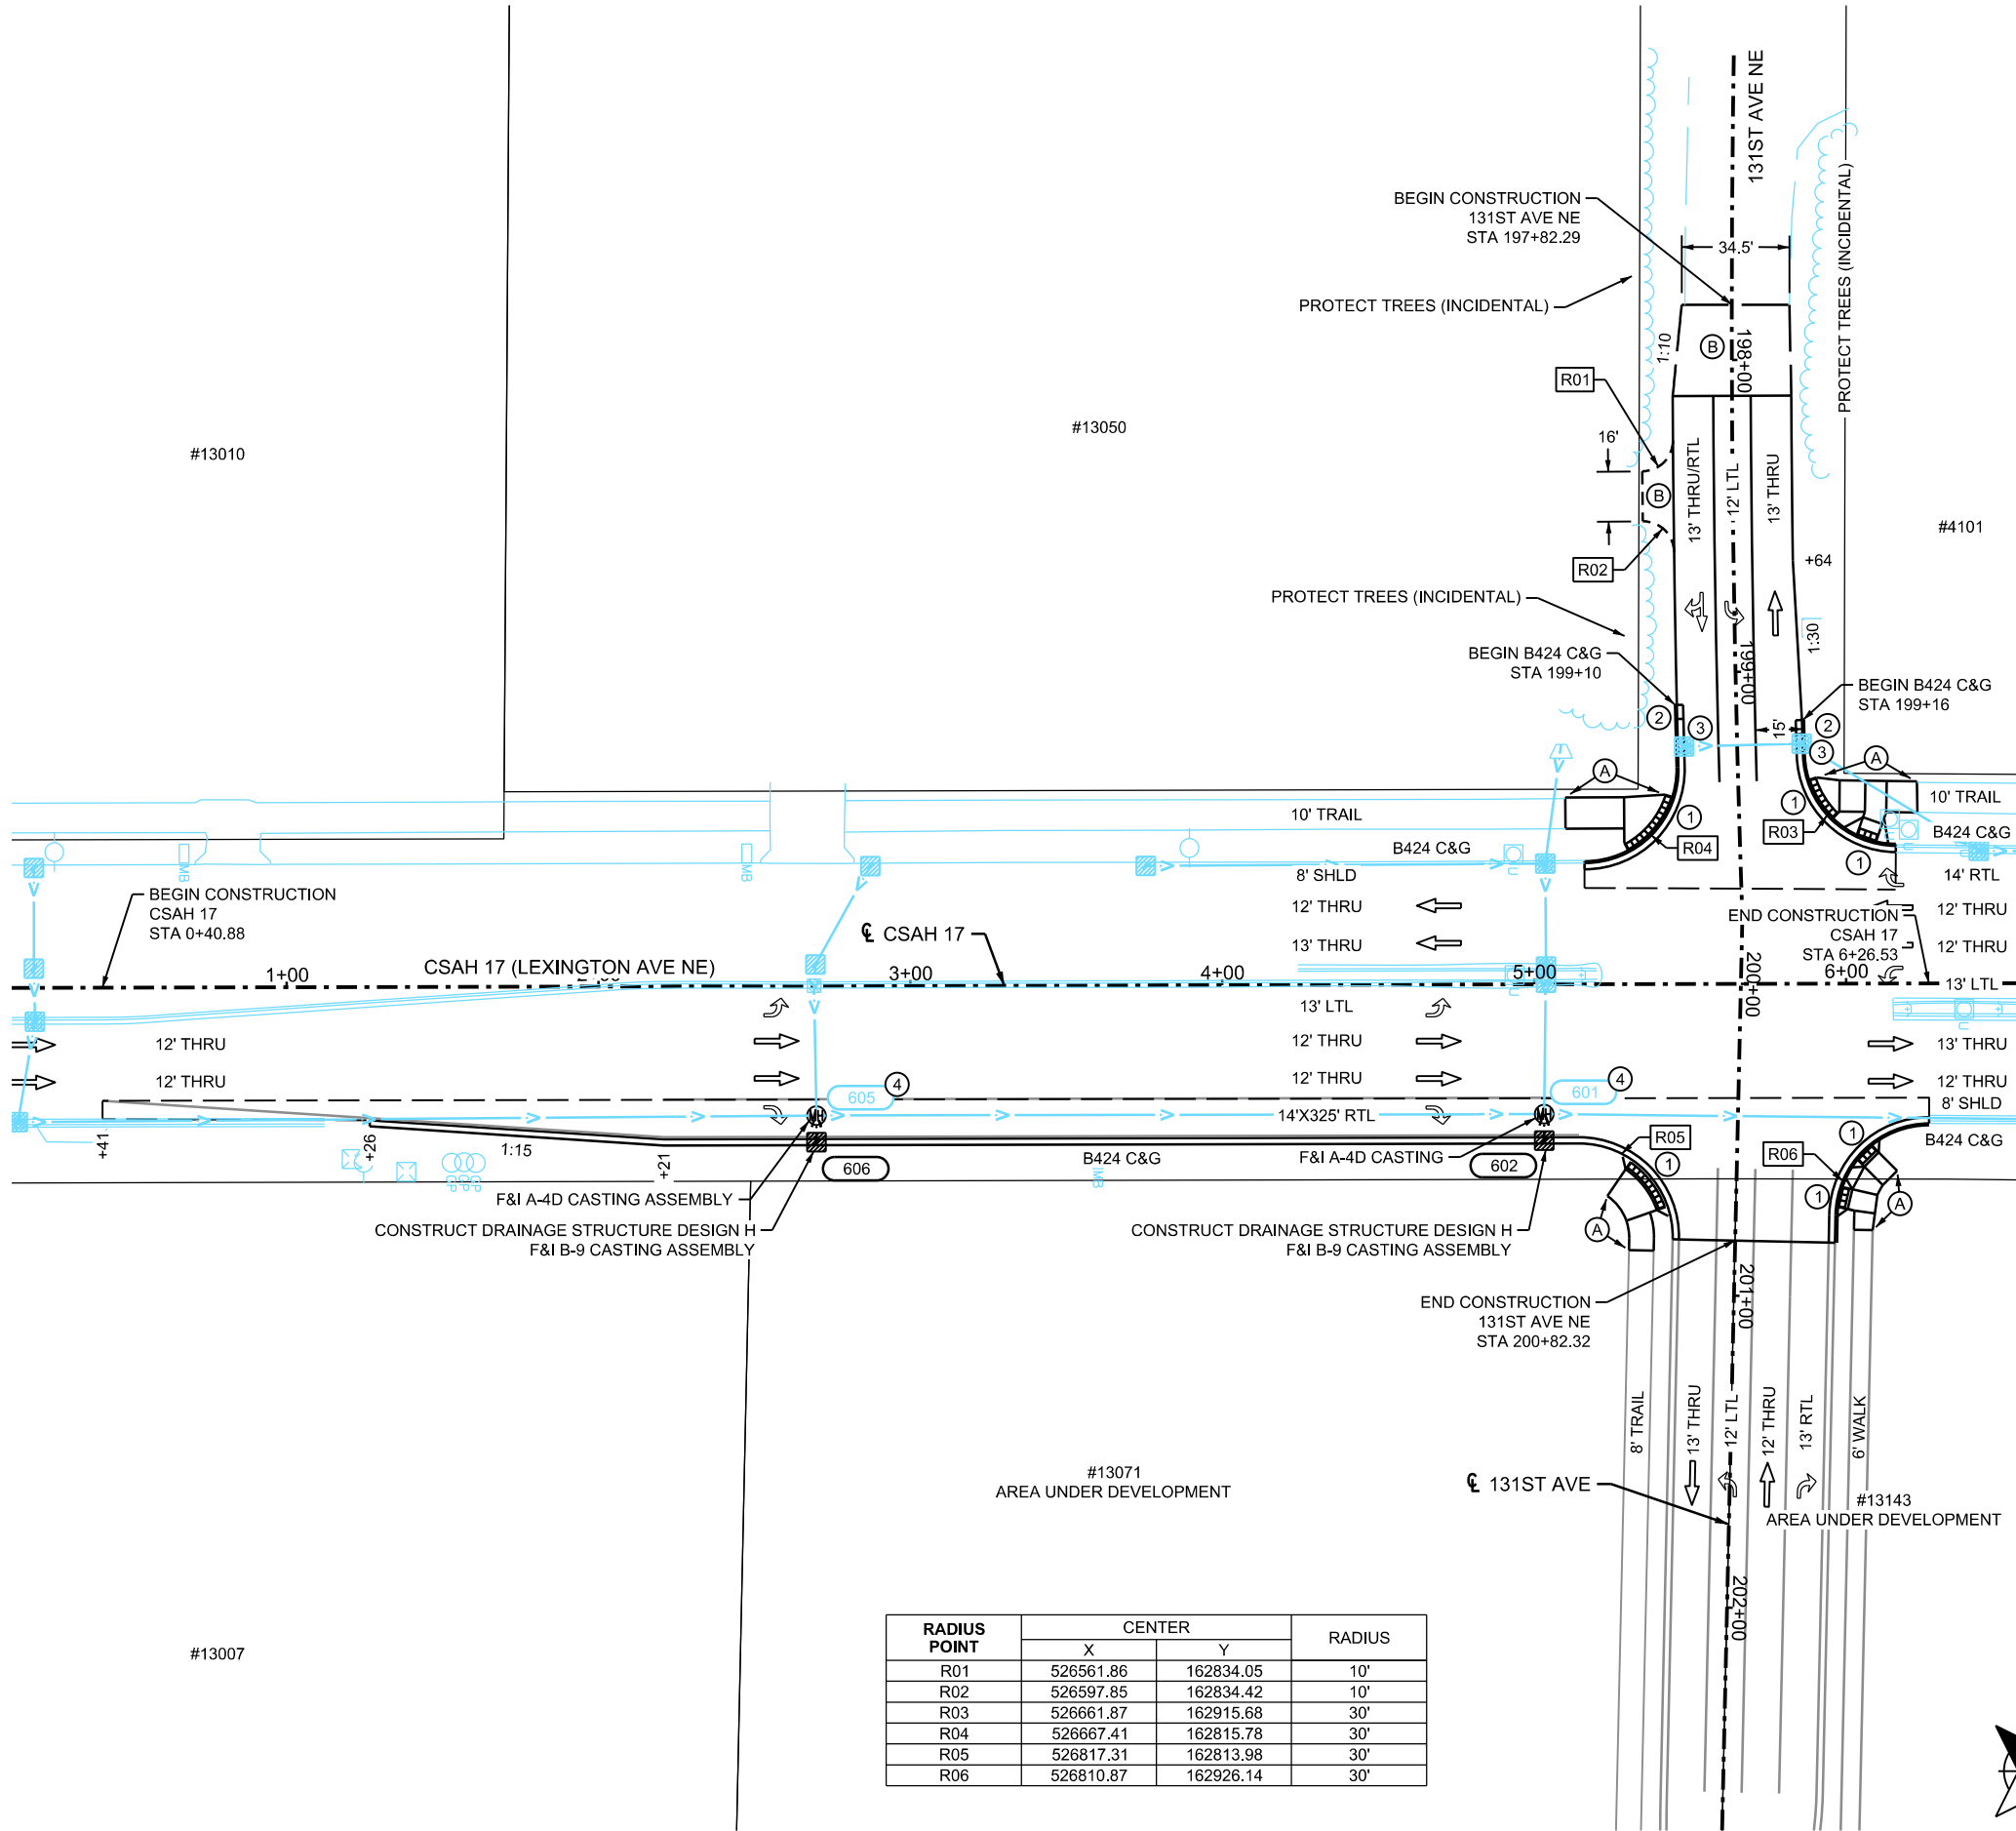 131ST AVE NE
BEGIN CONSTRUCTION
131ST AVE NE
STA 197+82.29
34.5'
PROTECT TREES (INCIDENTAL)
PROTECT TREES (INCIDENTAL)
1:10
B
198+00
R01
#13050
#13010
16'
B
13' THRU/RTL
12' LTL
13' THRU
#4101
+64
R02
PROTECT TREES (INCIDENTAL)
1:30
BEGIN B424 C&G
STA 199+10
199+00
BEGIN B424 C&G
STA 199+16
2
3
15'
2
3
A
A
10' TRAIL
10' TRAIL
1
1
R03
R04
B424 C&G
B424 C&G
1
MB
MB
8' SHLD
14' RTL
BEGIN CONSTRUCTION
CSAH 17
STA 0+40.88
12' THRU
12' THRU
END CONSTRUCTION
CSAH 17
STA 6+26.53
℄ CSAH 17
13' THRU
12' THRU
CSAH 17 (LEXINGTON AVE NE)
1+00
3+00
4+00
5+00
200+00
6+00
13' LTL
13' LTL
12' THRU
12' THRU
13' THRU
12' THRU
12' THRU
12' THRU
605
4
601
4
8' SHLD
14'X325' RTL
MH
MH
+41
+26
1:15
+21
B424 C&G
F&I A-4D CASTING
R05
1
R06
1
B424 C&G
606
602
MB
GP
GP
GP
1
F&I A-4D CASTING ASSEMBLY
A
A
CONSTRUCT DRAINAGE STRUCTURE DESIGN H
F&I B-9 CASTING ASSEMBLY
CONSTRUCT DRAINAGE STRUCTURE DESIGN H
F&I B-9 CASTING ASSEMBLY
201+00
END CONSTRUCTION
131ST AVE NE
STA 200+82.32
8' TRAIL
13' THRU
12' LTL
12' THRU
13' RTL
6' WALK
#13071
AREA UNDER DEVELOPMENT
℄ 131ST AVE
#13143
AREA UNDER DEVELOPMENT
202+00
#13007
RADIUS POINT CENTER RADIUS
X Y
R01 526561.86 162834.05 10'
R02 526597.85 162834.42 10'
R03 526661.87 162915.68 30'
R04 526667.41 162815.78 30'
R05 526817.31 162813.98 30'
R06 526810.87 162926.14 30'